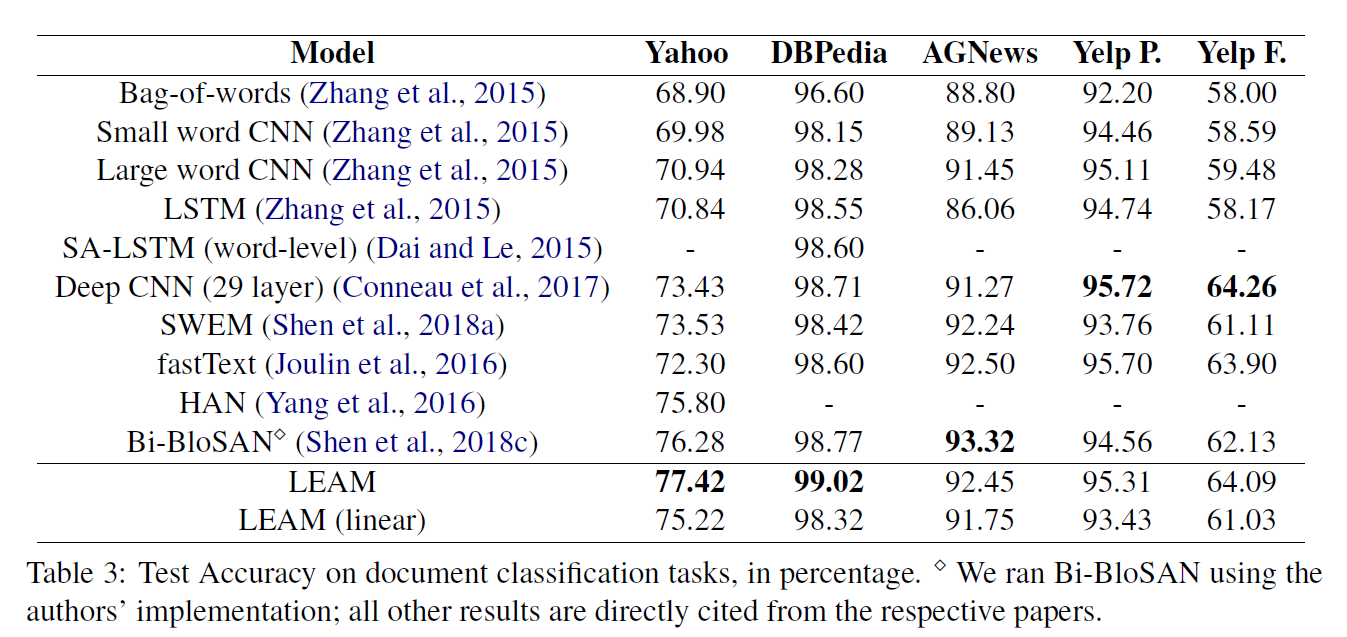 Model Yahoo DBPedia AGNews Yelp P. Yelp F.
Bag-of-words (Zhang et al., 2015) 68.90 96.60 88.80 92.20 58.00
Small word CNN (Zhang et al., 2015) 69.98 98.15 89.13 94.46 58.59
Large word CNN (Zhang et al., 2015) 70.94 98.28 91.45 95.11 59.48
LSTM (Zhang et al., 2015) 70.84 98.55 86.06 94.74 58.17
SA-LSTM (word-level) (Dai and Le, 2015) - 98.60 - - -
Deep CNN (29 layer) (Conneau et al., 2017) 73.43 98.71 91.27 95.72 64.26
SWEM (Shen et al., 2018a) 73.53 98.42 92.24 93.76 61.11
fastText (Joulin et al., 2016) 72.30 98.60 92.50 95.70 63.90
HAN (Yang et al., 2016) 75.80 - - - -
Bi-BloSAN◇ (Shen et al., 2018c) 76.28 98.77 93.32 94.56 62.13
LEAM 77.42 99.02 92.45 95.31 64.09
LEAM (linear) 75.22 98.32 91.75 93.43 61.03
Table 3: Test Accuracy on document classification tasks, in percentage. ◇ We ran Bi-BloSAN using the
authors' implementation; all other results are directly cited from the respective papers.